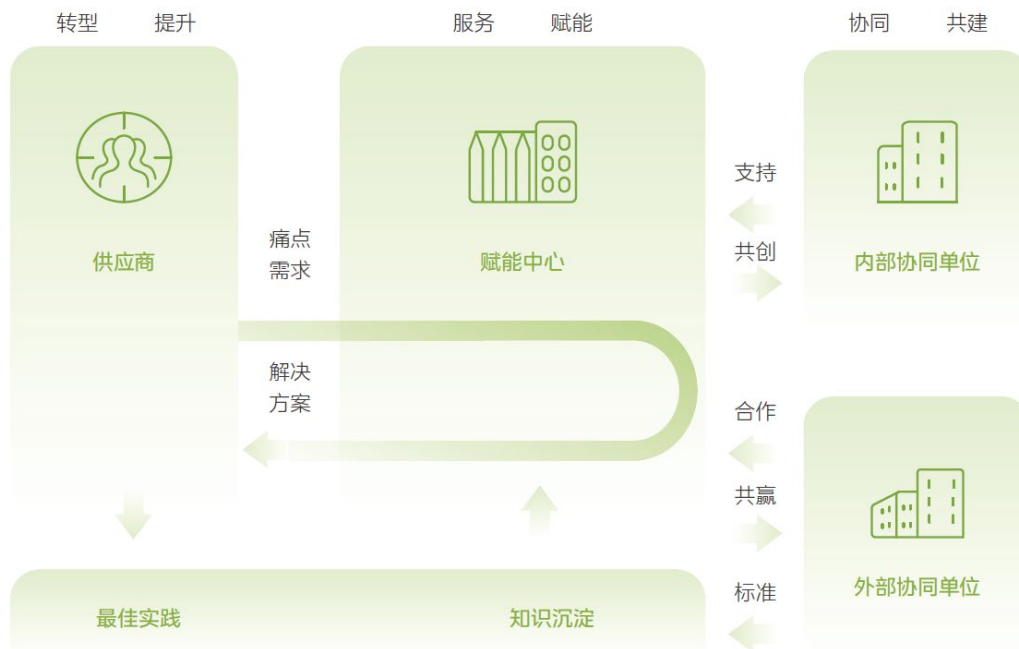 转型 提升
服务 赋能
协同 共建
供应商
痛点
需求
解决
方案
赋能中心
支持
共创
内部协同单位
合作
共赢
外部协同单位
标准
最佳实践
知识沉淀